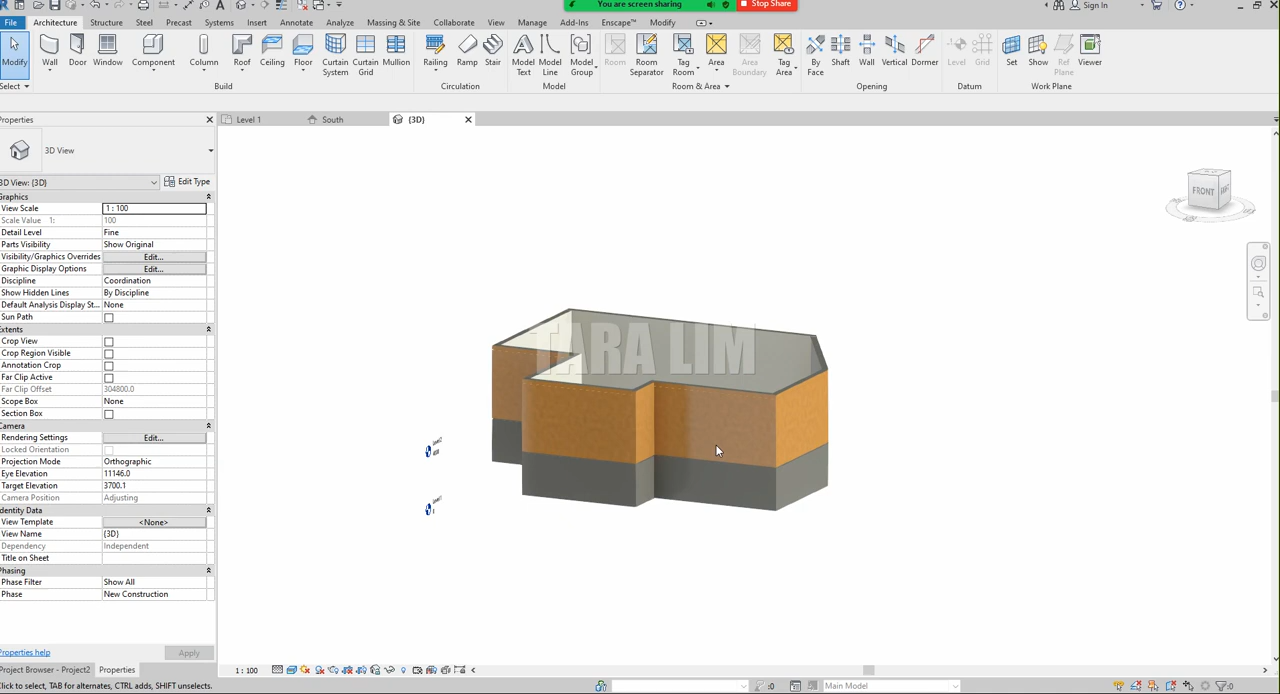 You are screen sharing
Stop Share
Sign In
File
Architecture
Structure
Steel
Precast
Systems
Insert
Annotate
Analyze
Massing & Site
Collaborate
View
Manage
Add-Ins
Enscape™
Modify
Modify
Wall
Door
Window
Component
Column
Roof
Ceiling
Floor
Curtain System
Curtain Grid
Mullion
Railing
Ramp
Stair
Model Text
Model Line
Model Group
Room
Room Separator
Tag Room
Area
Area Boundary
Tag Area
By Face
Shaft
Wall
Vertical
Dormer
Level
Grid
Set
Show
Ref Plane
Viewer
Select
Build
Circulation
Model
Room & Area
Opening
Datum
Work Plane
Properties
Level 1
South
{3D}
3D View
3D View: {3D}
Edit Type
Graphics
View Scale 1 : 100
Scale Value 1: 100
Detail Level Fine
Parts Visibility Show Original
Visibility/Graphics Overrides Edit...
Graphic Display Options Edit...
Discipline Coordination
Show Hidden Lines By Discipline
Default Analysis Display St... None
Sun Path
Extents
Crop View
Crop Region Visible
Annotation Crop
Far Clip Active
Far Clip Offset 304800.0
Scope Box None
Section Box
Camera
Rendering Settings Edit...
Locked Orientation
Projection Mode Orthographic
Eye Elevation 11146.0
Target Elevation 3700.1
Camera Position Adjusting
Identity Data
View Template <None>
View Name {3D}
Dependency Independent
Title on Sheet
Phasing
Phase Filter Show All
Phase New Construction
Properties help
Apply
Project Browser - Project2
Properties
FRONT
TARA LIM
1 : 100
Click to select, TAB for alternates, CTRL adds, SHIFT unselects.
:0
Main Model
:0